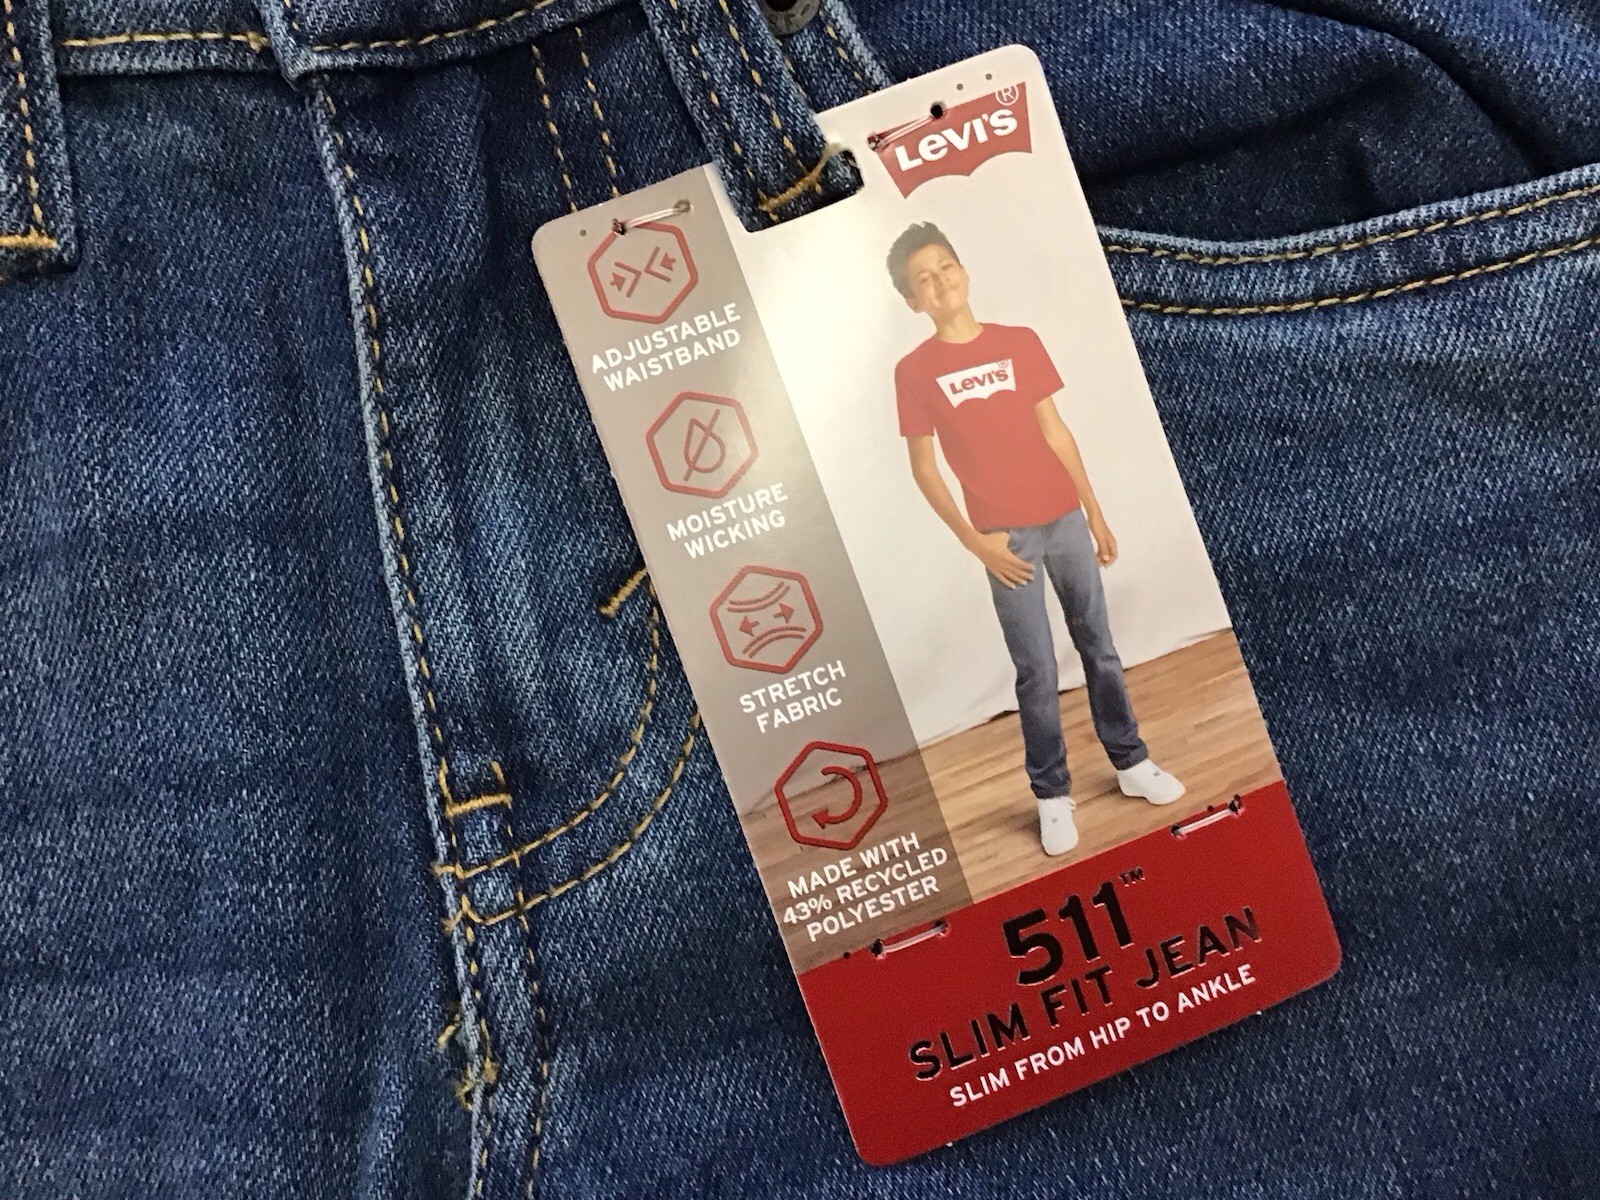 LEVI'S®
ADJUSTABLE
WAISTBAND
LEVI'S®
MOISTURE
WICKING
STRETCH
FABRIC
MADE WITH
43% RECYCLED
POLYESTER
511™
SLIM FIT JEAN
SLIM FROM HIP TO ANKLE